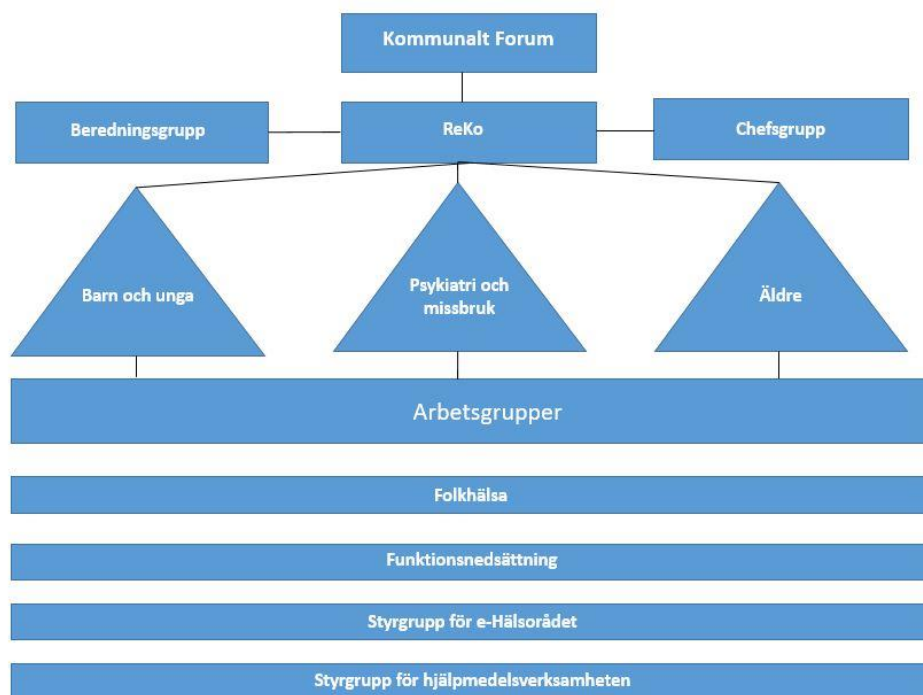 Kommunalt Forum
Beredningsgrupp
ReKo
Chefsgrupp
Barn och unga
Psykiatri och
missbruk
Äldre
Arbetsgrupper
Folkhälsa
Funktionsnedsättning
Styrgrupp för e-Hälsorådet
Styrgrupp för hjälpmedelsverksamheten